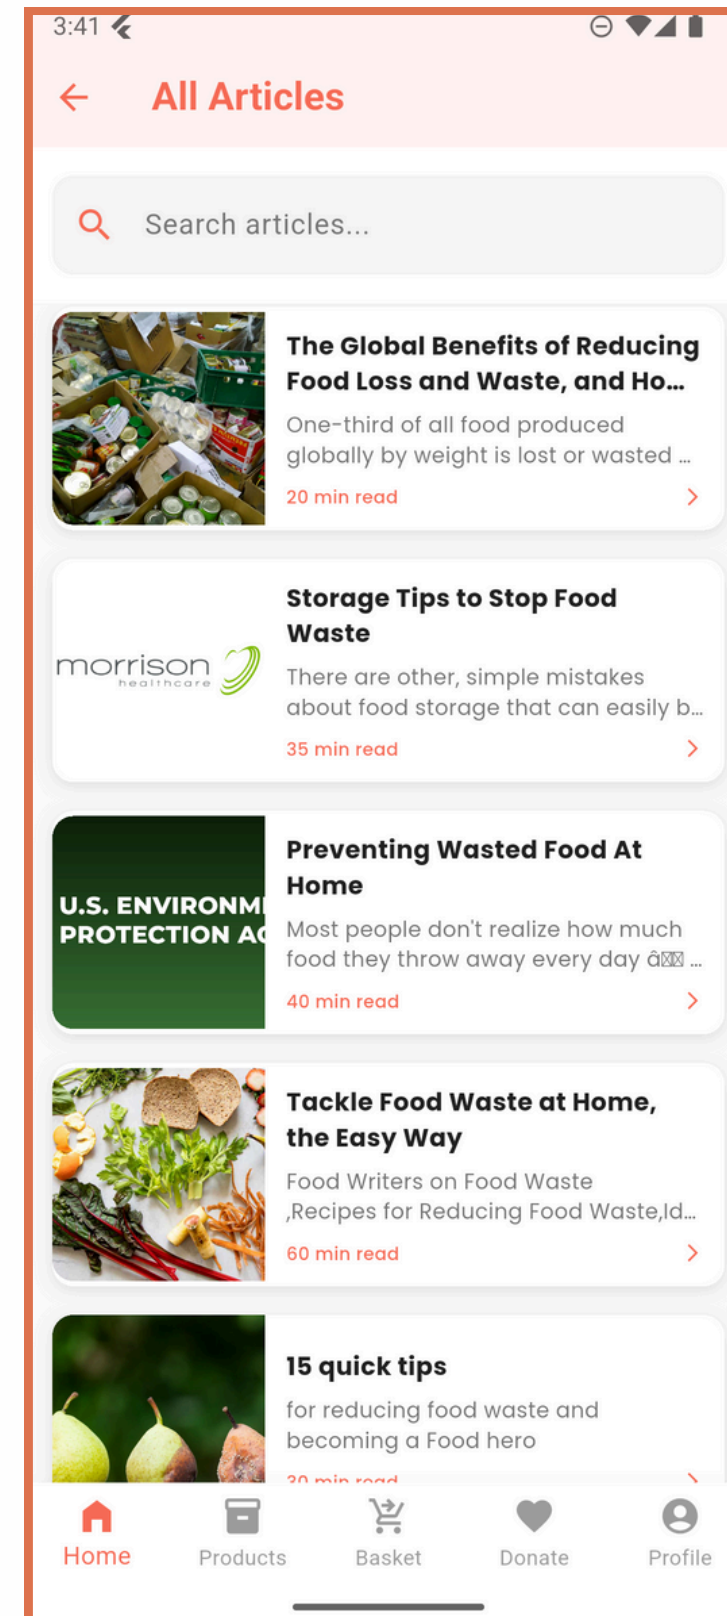 3:41
All Articles
Search articles...
The Global Benefits of Reducing
Food Loss and Waste, and Ho...
One-third of all food produced
globally by weight is lost or wasted ...
20 min read
morrison
healthcare
Storage Tips to Stop Food
Waste
There are other, simple mistakes
about food storage that can easily b...
35 min read
U.S. ENVIRONM
PROTECTION AG
Preventing Wasted Food At
Home
Most people don't realize how much
food they throw away every day â ...
40 min read
Tackle Food Waste at Home,
the Easy Way
Food Writers on Food Waste
,Recipes for Reducing Food Waste,Id...
60 min read
15 quick tips
for reducing food waste and
becoming a Food hero
30 min read
Home
Products
Basket
Donate
Profile